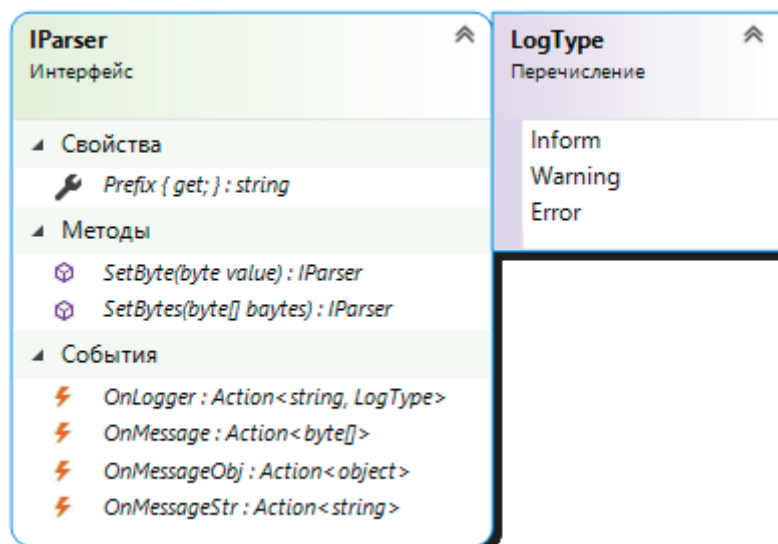 IParser
Интерфейс
Свойства
Prefix { get; } : string
Методы
SetByte(byte value) : IParser
SetBytes(byte[] baytes) : IParser
События
OnLogger : Action<string, LogType>
OnMessage : Action<byte[]>
OnMessageObj : Action<object>
OnMessageStr : Action<string>
LogType
Перечисление
Inform
Warning
Error